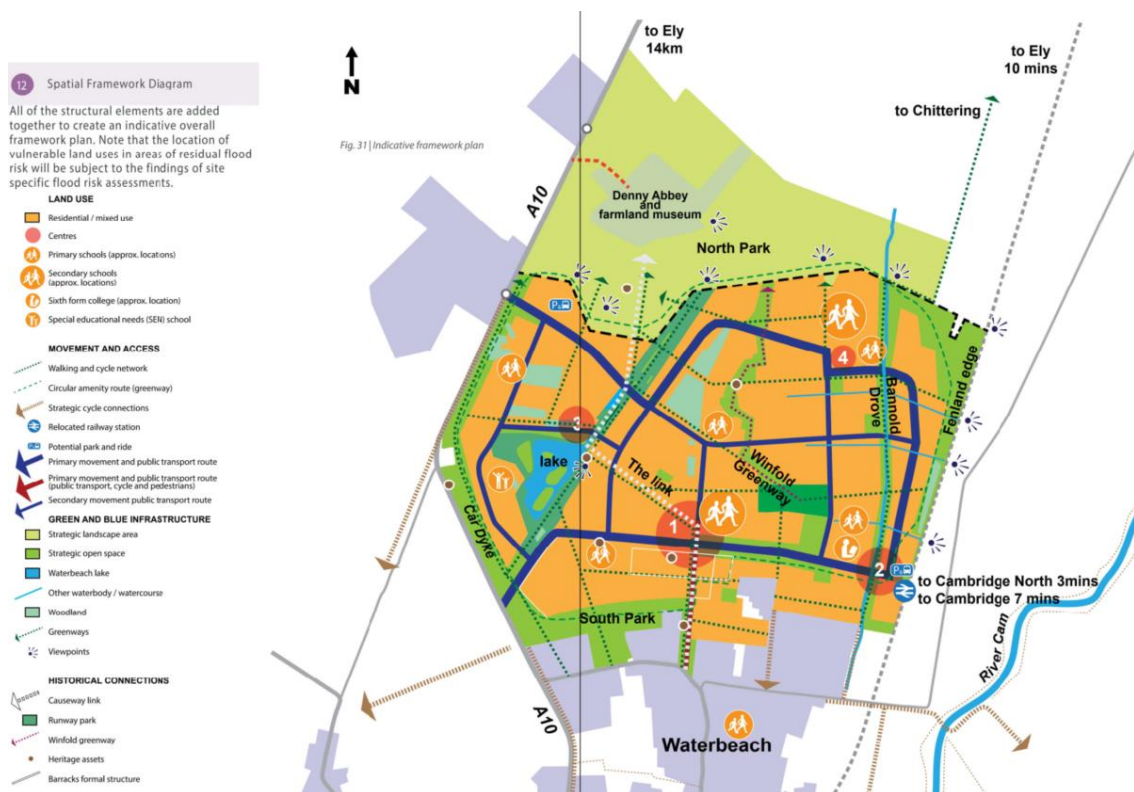 12 Spatial Framework Diagram
All of the structural elements are added
together to create an indicative overall
framework plan. Note that the location of
vulnerable land uses in areas of residual flood
risk will be subject to the findings of site
specific flood risk assessments.
LAND USE
Residential / mixed use
Centres
Primary schools (approx. locations)
Secondary schools
(approx. locations)
Sixth form college (approx. location)
Special educational needs (SEN) school
MOVEMENT AND ACCESS
Walking and cycle network
Circular amenity route (greenway)
Strategic cycle connections
Relocated railway station
Potential park and ride
Primary movement and public transport route
Primary movement and public transport route
(public transport, cycle and pedestrians)
Secondary movement public transport route
GREEN AND BLUE INFRASTRUCTURE
Strategic landscape area
Strategic open space
Waterbeach lake
Other waterbody / watercourse
Woodland
Greenways
Viewpoints
HISTORICAL CONNECTIONS
Causeway link
Runway park
Winfold greenway
Heritage assets
Barracks formal structure
N
Fig. 31 | Indicative framework plan
to Ely
14km
to Ely
10 mins
to Chittering
A10
Denny Abbey
and
farmland museum
North Park
P
4
3
lake
The link
Winfold
Greenway
Bannold
Drove
Fenland edge
Car Dyke
1
2
P
to Cambridge North 3mins
to Cambridge 7 mins
South Park
A10
Waterbeach
River Cam